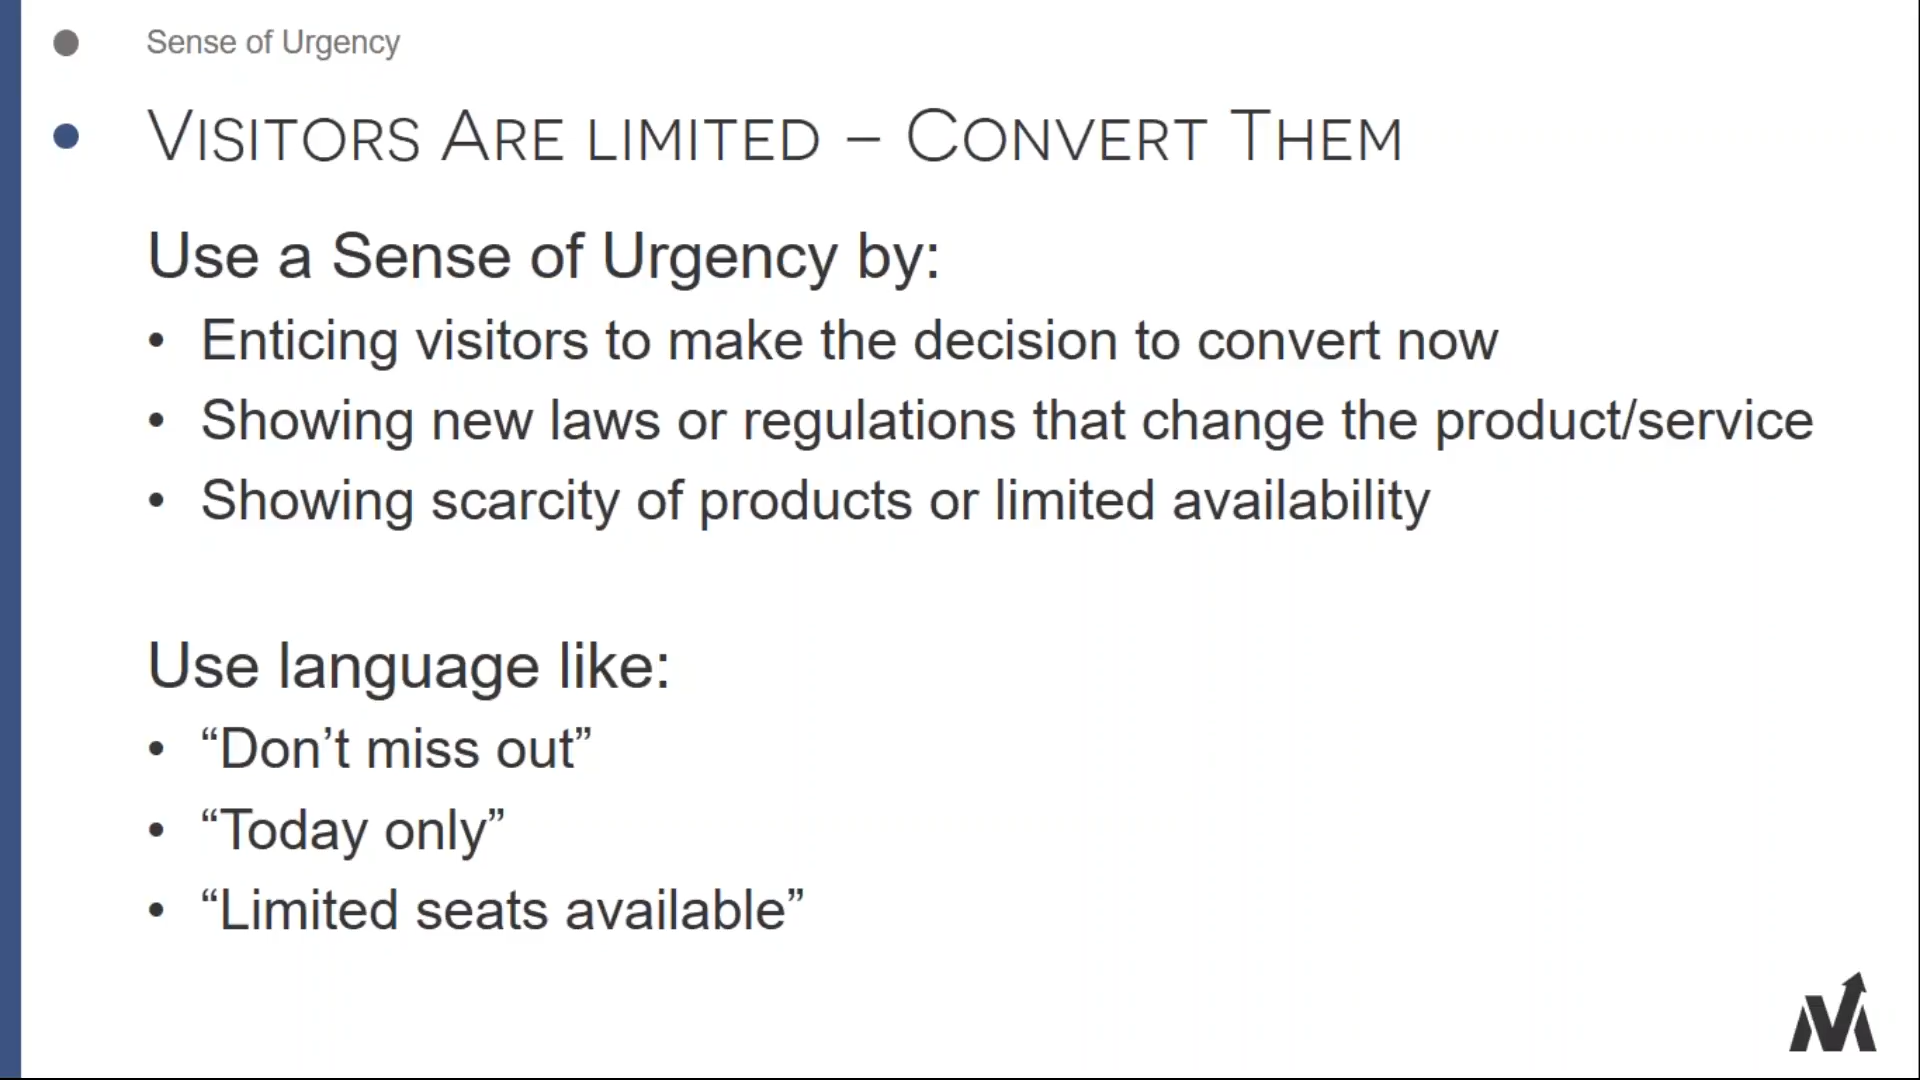 Sense of Urgency
Visitors Are limited – Convert Them
Use a Sense of Urgency by:
• Enticing visitors to make the decision to convert now
• Showing new laws or regulations that change the product/service
• Showing scarcity of products or limited availability
Use language like:
• “Don’t miss out”
• “Today only”
• “Limited seats available”